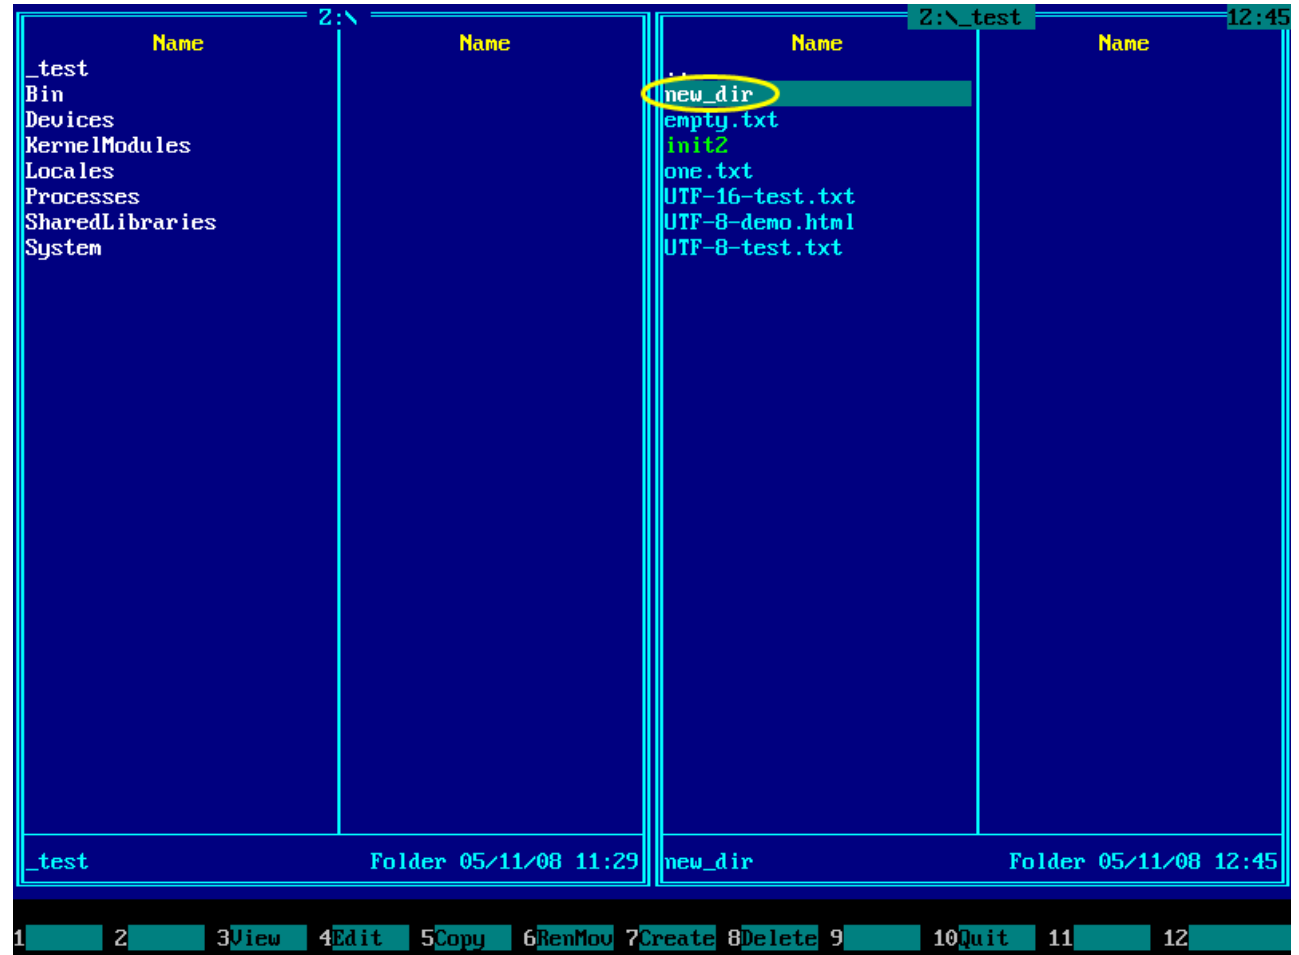 Z:\
Name Name
_test
Bin
Devices
KernelModules
Locales
Processes
SharedLibraries
System
_test Folder 05/11/08 11:29
Z:\_test 12:45
Name Name
..
new_dir
empty.txt
init2
one.txt
UTF-16-test.txt
UTF-8-demo.html
UTF-8-test.txt
new_dir Folder 05/11/08 12:45
1 2 3View 4Edit 5Copy 6RenMov 7Create 8Delete 9 10Quit 11 12